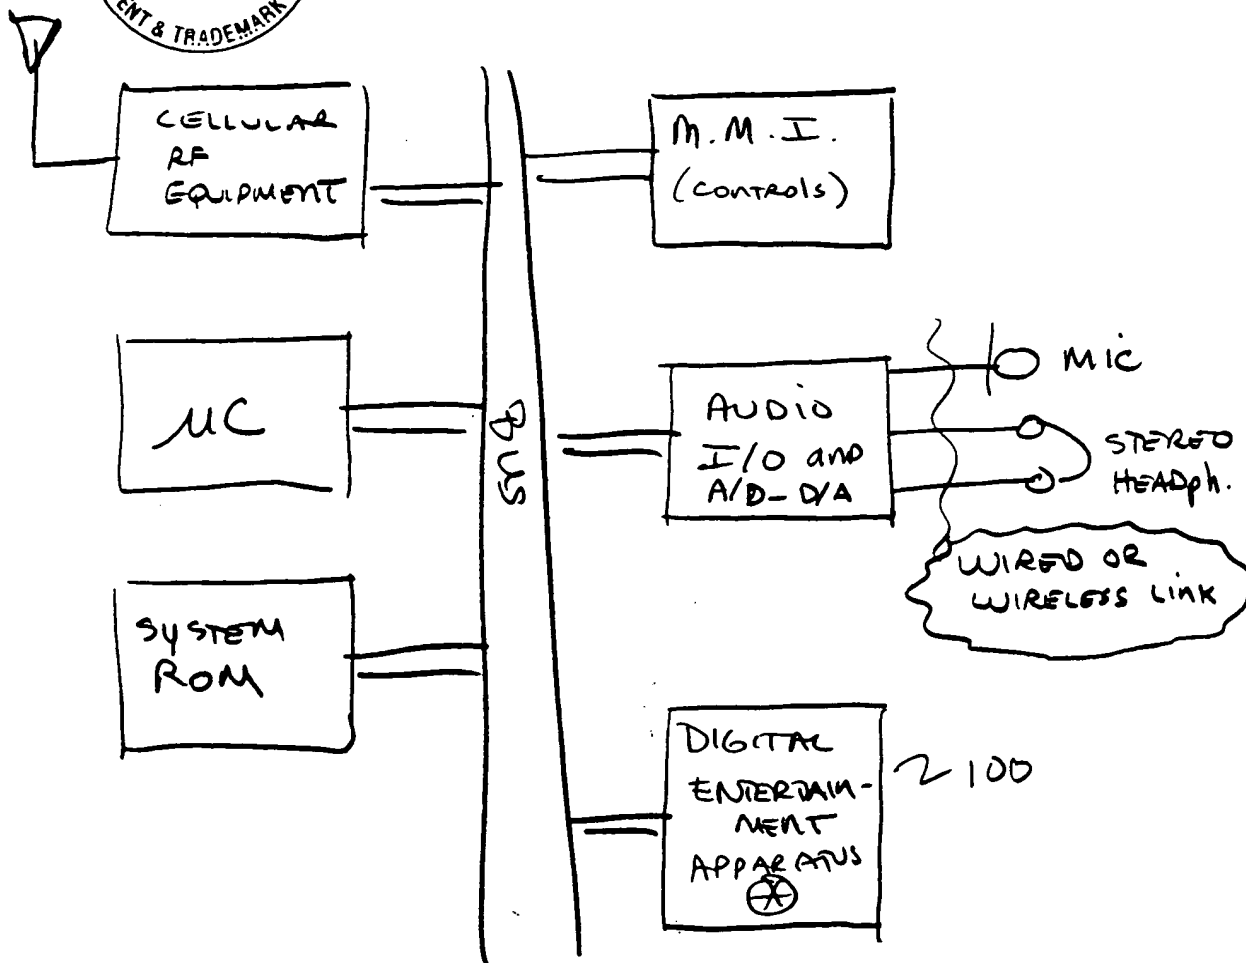 ENT & TRADEMARK
CELLULAR
RF
EQUIPMENT
M.M.I.
(CONTROLS)
μC
BUS
AUDIO
I/O and
A/D-D/A
MIC
STEREO
HEADph.
WIRED OR
WIRELESS LINK
SYSTEM
ROM
DIGITAL
ENTERTAIN-
MENT
APPARATUS
100